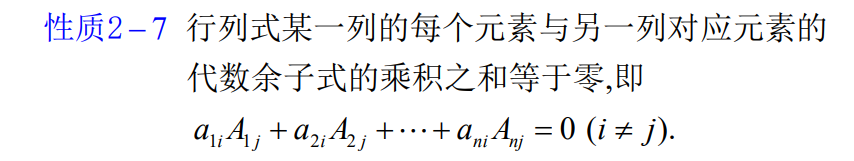 性质2–7 行列式某一列的每个元素与另一列对应元素的
代数余子式的乘积之和等于零,即
a₁ᵢA₁ⱼ + a₂ᵢA₂ⱼ + ⋯ + aₙᵢAₙⱼ = 0 (i ≠ j).